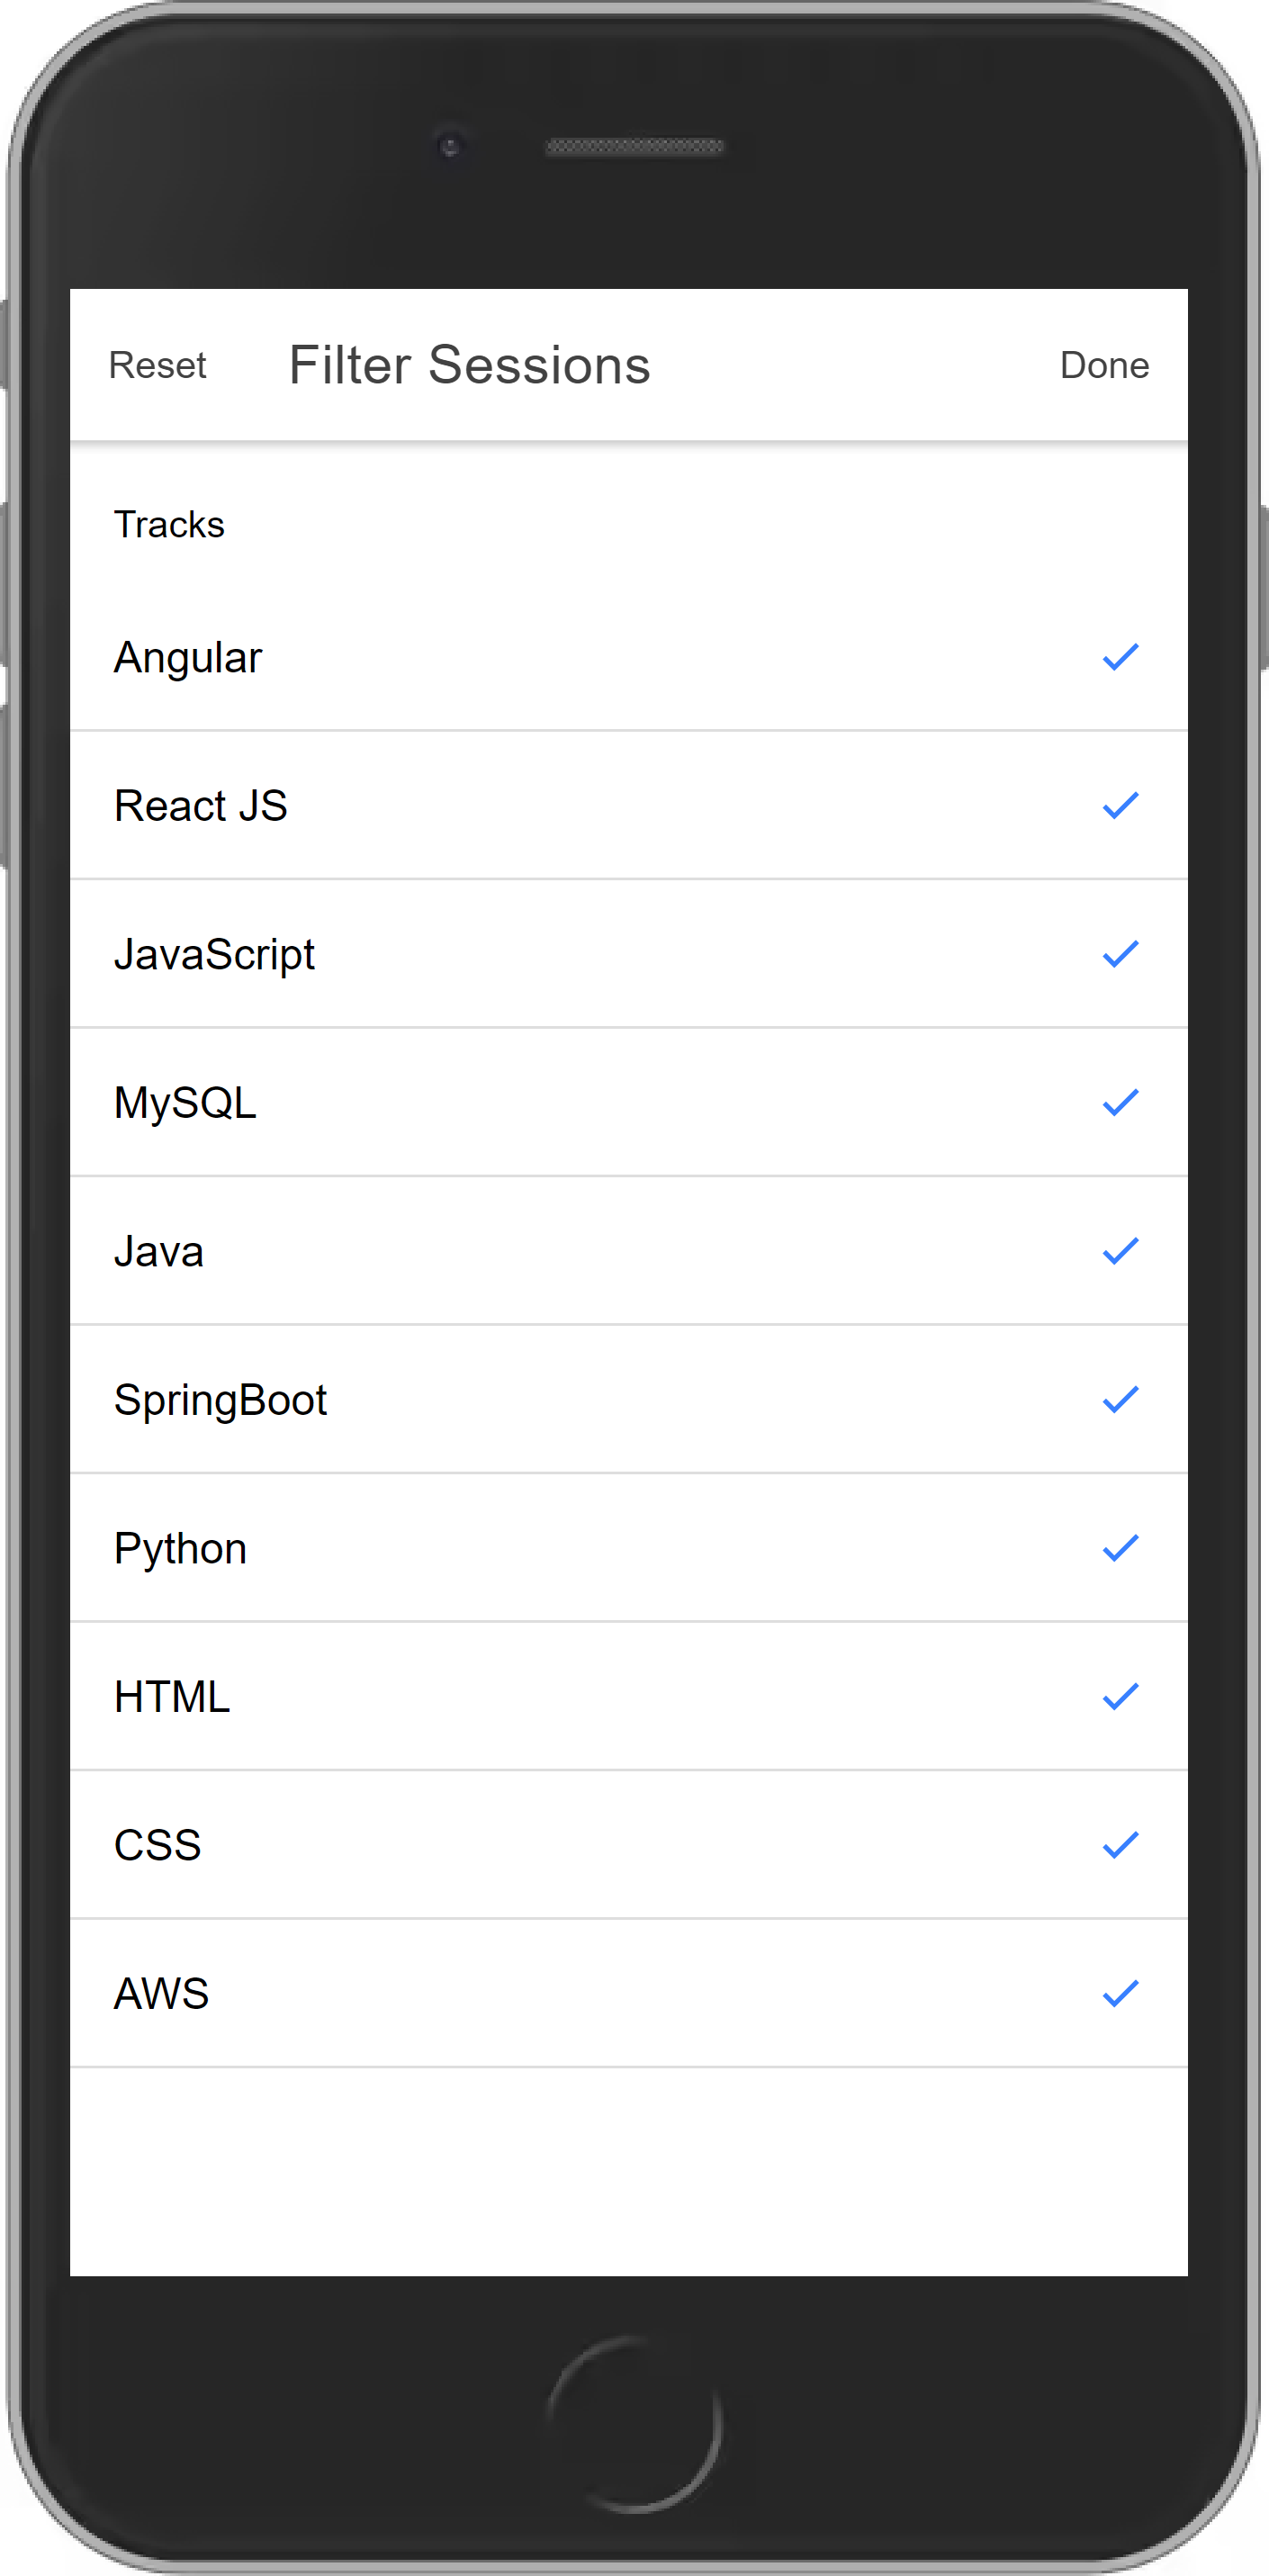 Reset Filter Sessions Done
Tracks
Angular
React JS
JavaScript
MySQL
Java
SpringBoot
Python
HTML
CSS
AWS